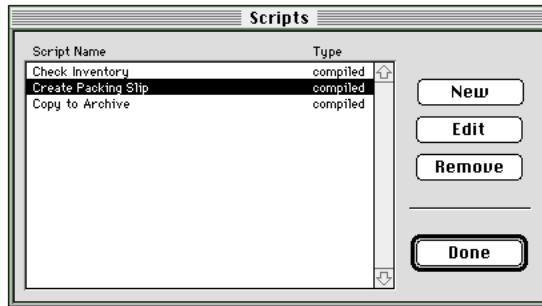 Scripts
Script Name Type
Check Inventory compiled
Create Packing Slip compiled
Copy to Archive compiled
New
Edit
Remove
Done